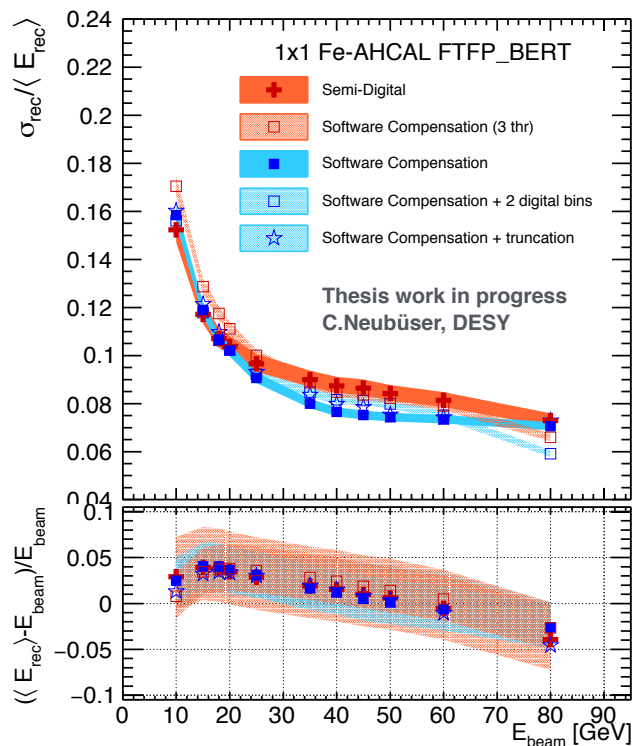 0.24
0.22
0.2
0.18
0.16
0.14
0.12
0.1
0.08
0.06
0.04
σrec/⟨ Erec⟩
1x1 Fe-AHCAL FTFP_BERT
Semi-Digital
Software Compensation (3 thr)
Software Compensation
Software Compensation + 2 digital bins
Software Compensation + truncation
Thesis work in progress
C.Neubüser, DESY
0.1
0.05
0
−0.05
−0.1
(⟨ Erec⟩-Ebeam)/Ebeam
0 10 20 30 40 50 60 70 80 90
Ebeam [GeV]